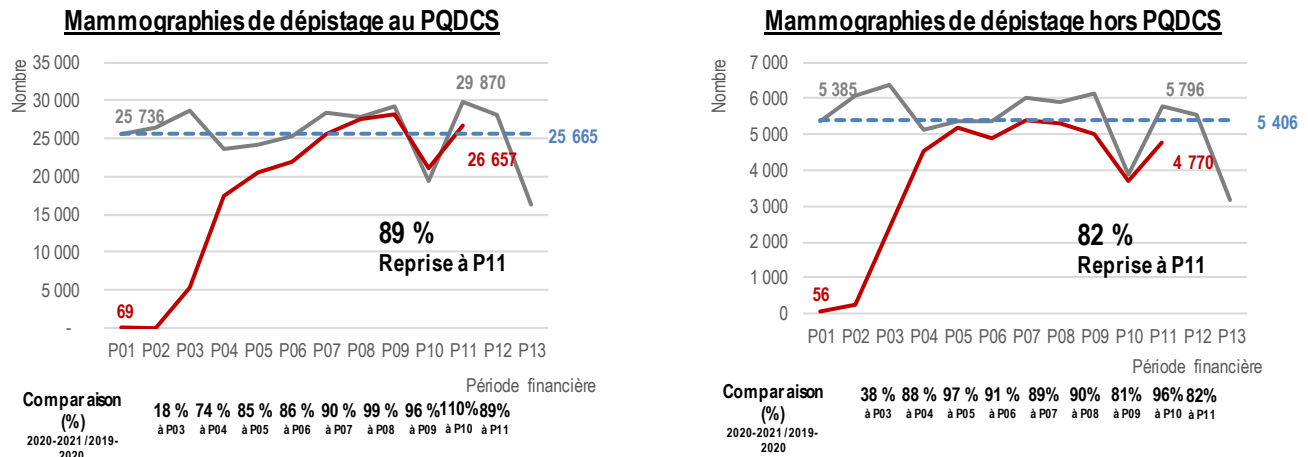 Mammographies de dépistage au PQDCS
Nombre
35 000
30 000
25 000
20 000
15 000
10 000
5 000
-
25 736
29 870
25 665
26 657
69
89 %
Reprise à P11
P01 P02 P03 P04 P05 P06 P07 P08 P09 P10 P11 P12 P13
Période financière
Comparaison
(%)
2020-2021 /2019-
2020
18 % 74 % 85 % 86 % 90 % 99 % 96 % 110% 89%
à P03 à P04 à P05 à P06 à P07 à P08 à P09 à P10 à P11
Mammographies de dépistage hors PQDCS
Nombre
7 000
6 000
5 000
4 000
3 000
2 000
1 000
0
5 385
5 796
5 406
4 770
56
82 %
Reprise à P11
P01 P02 P03 P04 P05 P06 P07 P08 P09 P10 P11 P12 P13
Période financière
Comparaison
(%)
2020-2021 /2019-
2020
38 % 88 % 97 % 91 % 89% 90% 81% 96% 82%
à P03 à P04 à P05 à P06 à P07 à P08 à P09 à P10 à P11